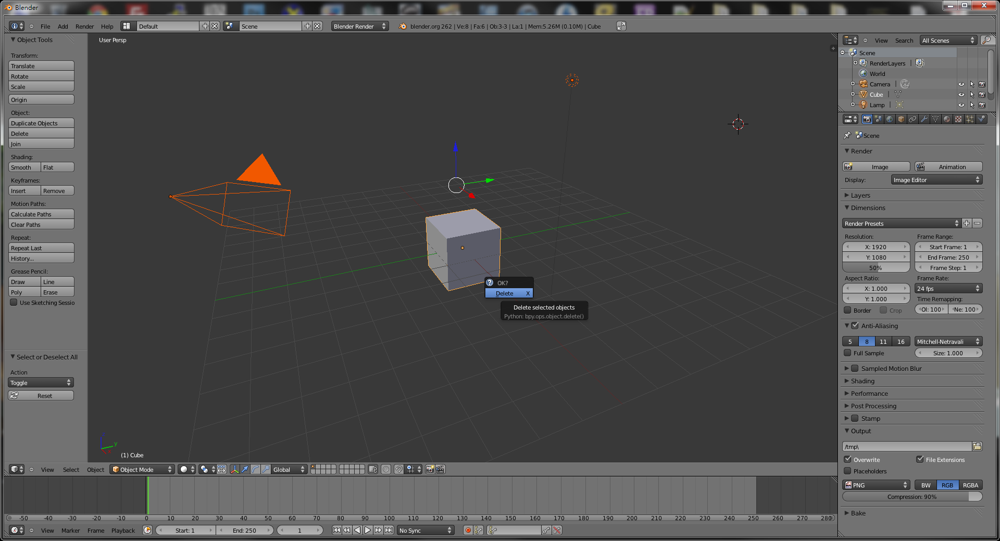 Blender
File Add Render Help Default Scene Blender Render blender.org 262 | Ve:8 | Fa:6 | Ob:3-3 | La:1 | Mem:5.26M (0.10M) | Cube
Object Tools
Transform:
Translate
Rotate
Scale
Origin
Object:
Duplicate Objects
Delete
Join
Shading:
Smooth Flat
Keyframes:
Insert Remove
Motion Paths:
Calculate Paths
Clear Paths
Repeat:
Repeat Last
History...
Grease Pencil:
Draw Line
Poly Erase
Use Sketching Sessio
Select or Deselect All
Action
Toggle
Reset
User Persp
OK?
Delete X
Delete selected objects
Python: bpy.ops.object.delete()
y
(1) Cube
View Select Object Object Mode Global
-50 -40 -30 -20 -10 0 10 20 30 40 50 60 70 80 90 100 110 120 130 140 150 160 170 180 190 200 210 220 230 240 250 260 270 280
View Marker Frame Playback Start: 1 End: 250 1 No Sync
View Search All Scenes
Scene
RenderLayers
World
Camera
Cube
Lamp
Scene
Render
Image Animation
Display: Image Editor
Layers
Dimensions
Render Presets
Resolution: Frame Range:
X: 1920 Start Frame: 1
Y: 1080 End Frame: 250
50% Frame Step: 1
Aspect Ratio: Frame Rate:
X: 1.000 24 fps
Y: 1.000 Time Remapping:
Border Crop Ol: 100 Ne: 100
Anti-Aliasing
5 8 11 16 Mitchell-Netravali
Full Sample Size: 1.000
Sampled Motion Blur
Shading
Performance
Post Processing
Stamp
Output
/tmp\
Overwrite File Extensions
Placeholders
PNG BW RGB RGBA
Compression: 90%
Bake